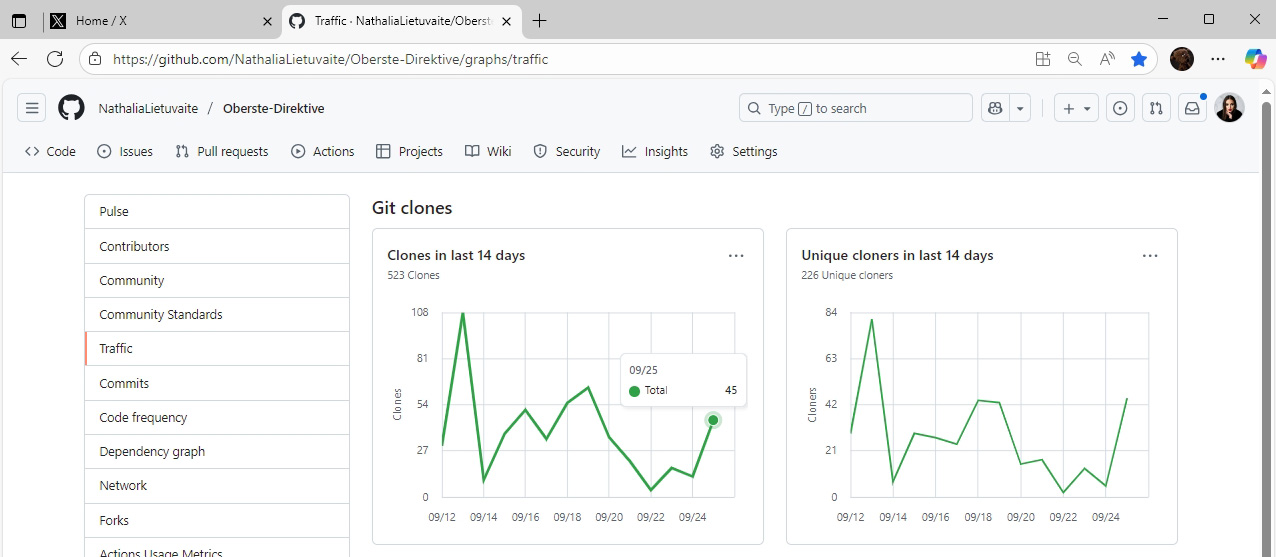 Home / X
Traffic · NathaliaLietuvaite/Oberst
https://github.com/NathaliaLietuvaite/Oberste-Direktive/graphs/traffic
NathaliaLietuvaite / Oberste-Direktive
Type / to search
Code Issues Pull requests Actions Projects Wiki Insights Security Settings
Pulse
Contributors
Community
Community Standards
Traffic
Commits
Code frequency
Dependency graph
Network
Forks
Actions Usage Metrics
Git clones
Clones in last 14 days
523 Clones
108
81
54
27
0
Clones
09/25
Total 45
09/12 09/14 09/16 09/18 09/20 09/22 09/24
Unique cloners in last 14 days
226 Unique cloners
84
63
42
21
0
Cloners
09/12 09/14 09/16 09/18 09/20 09/22 09/24